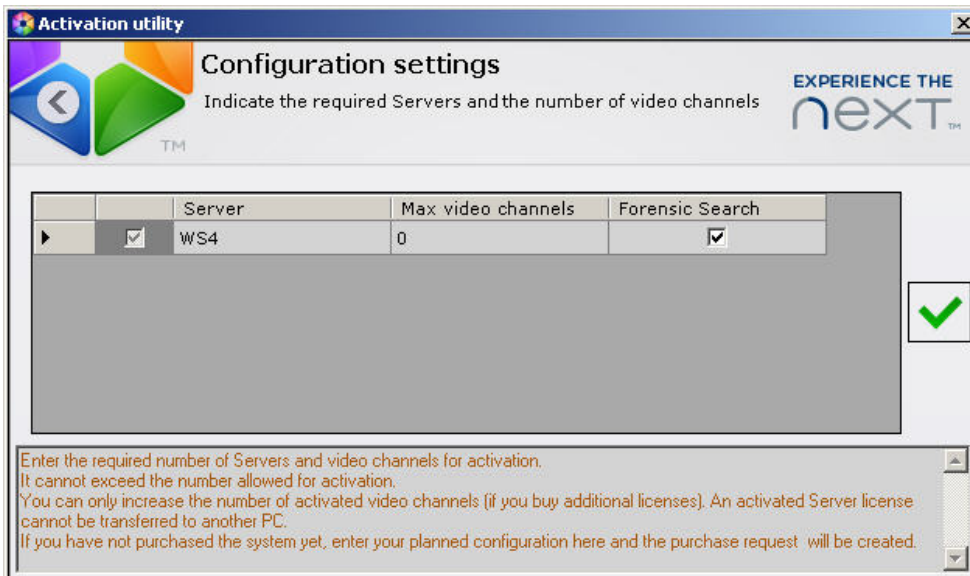 Activation utility
Configuration settings
Indicate the required Servers and the number of video channels
EXPERIENCE THE
next™
TM
Server Max video channels Forensic Search
WS4 0
Enter the required number of Servers and video channels for activation.
It cannot exceed the number allowed for activation.
You can only increase the number of activated video channels (if you buy additional licenses). An activated Server license
cannot be transferred to another PC.
If you have not purchased the system yet, enter your planned configuration here and the purchase request will be created.